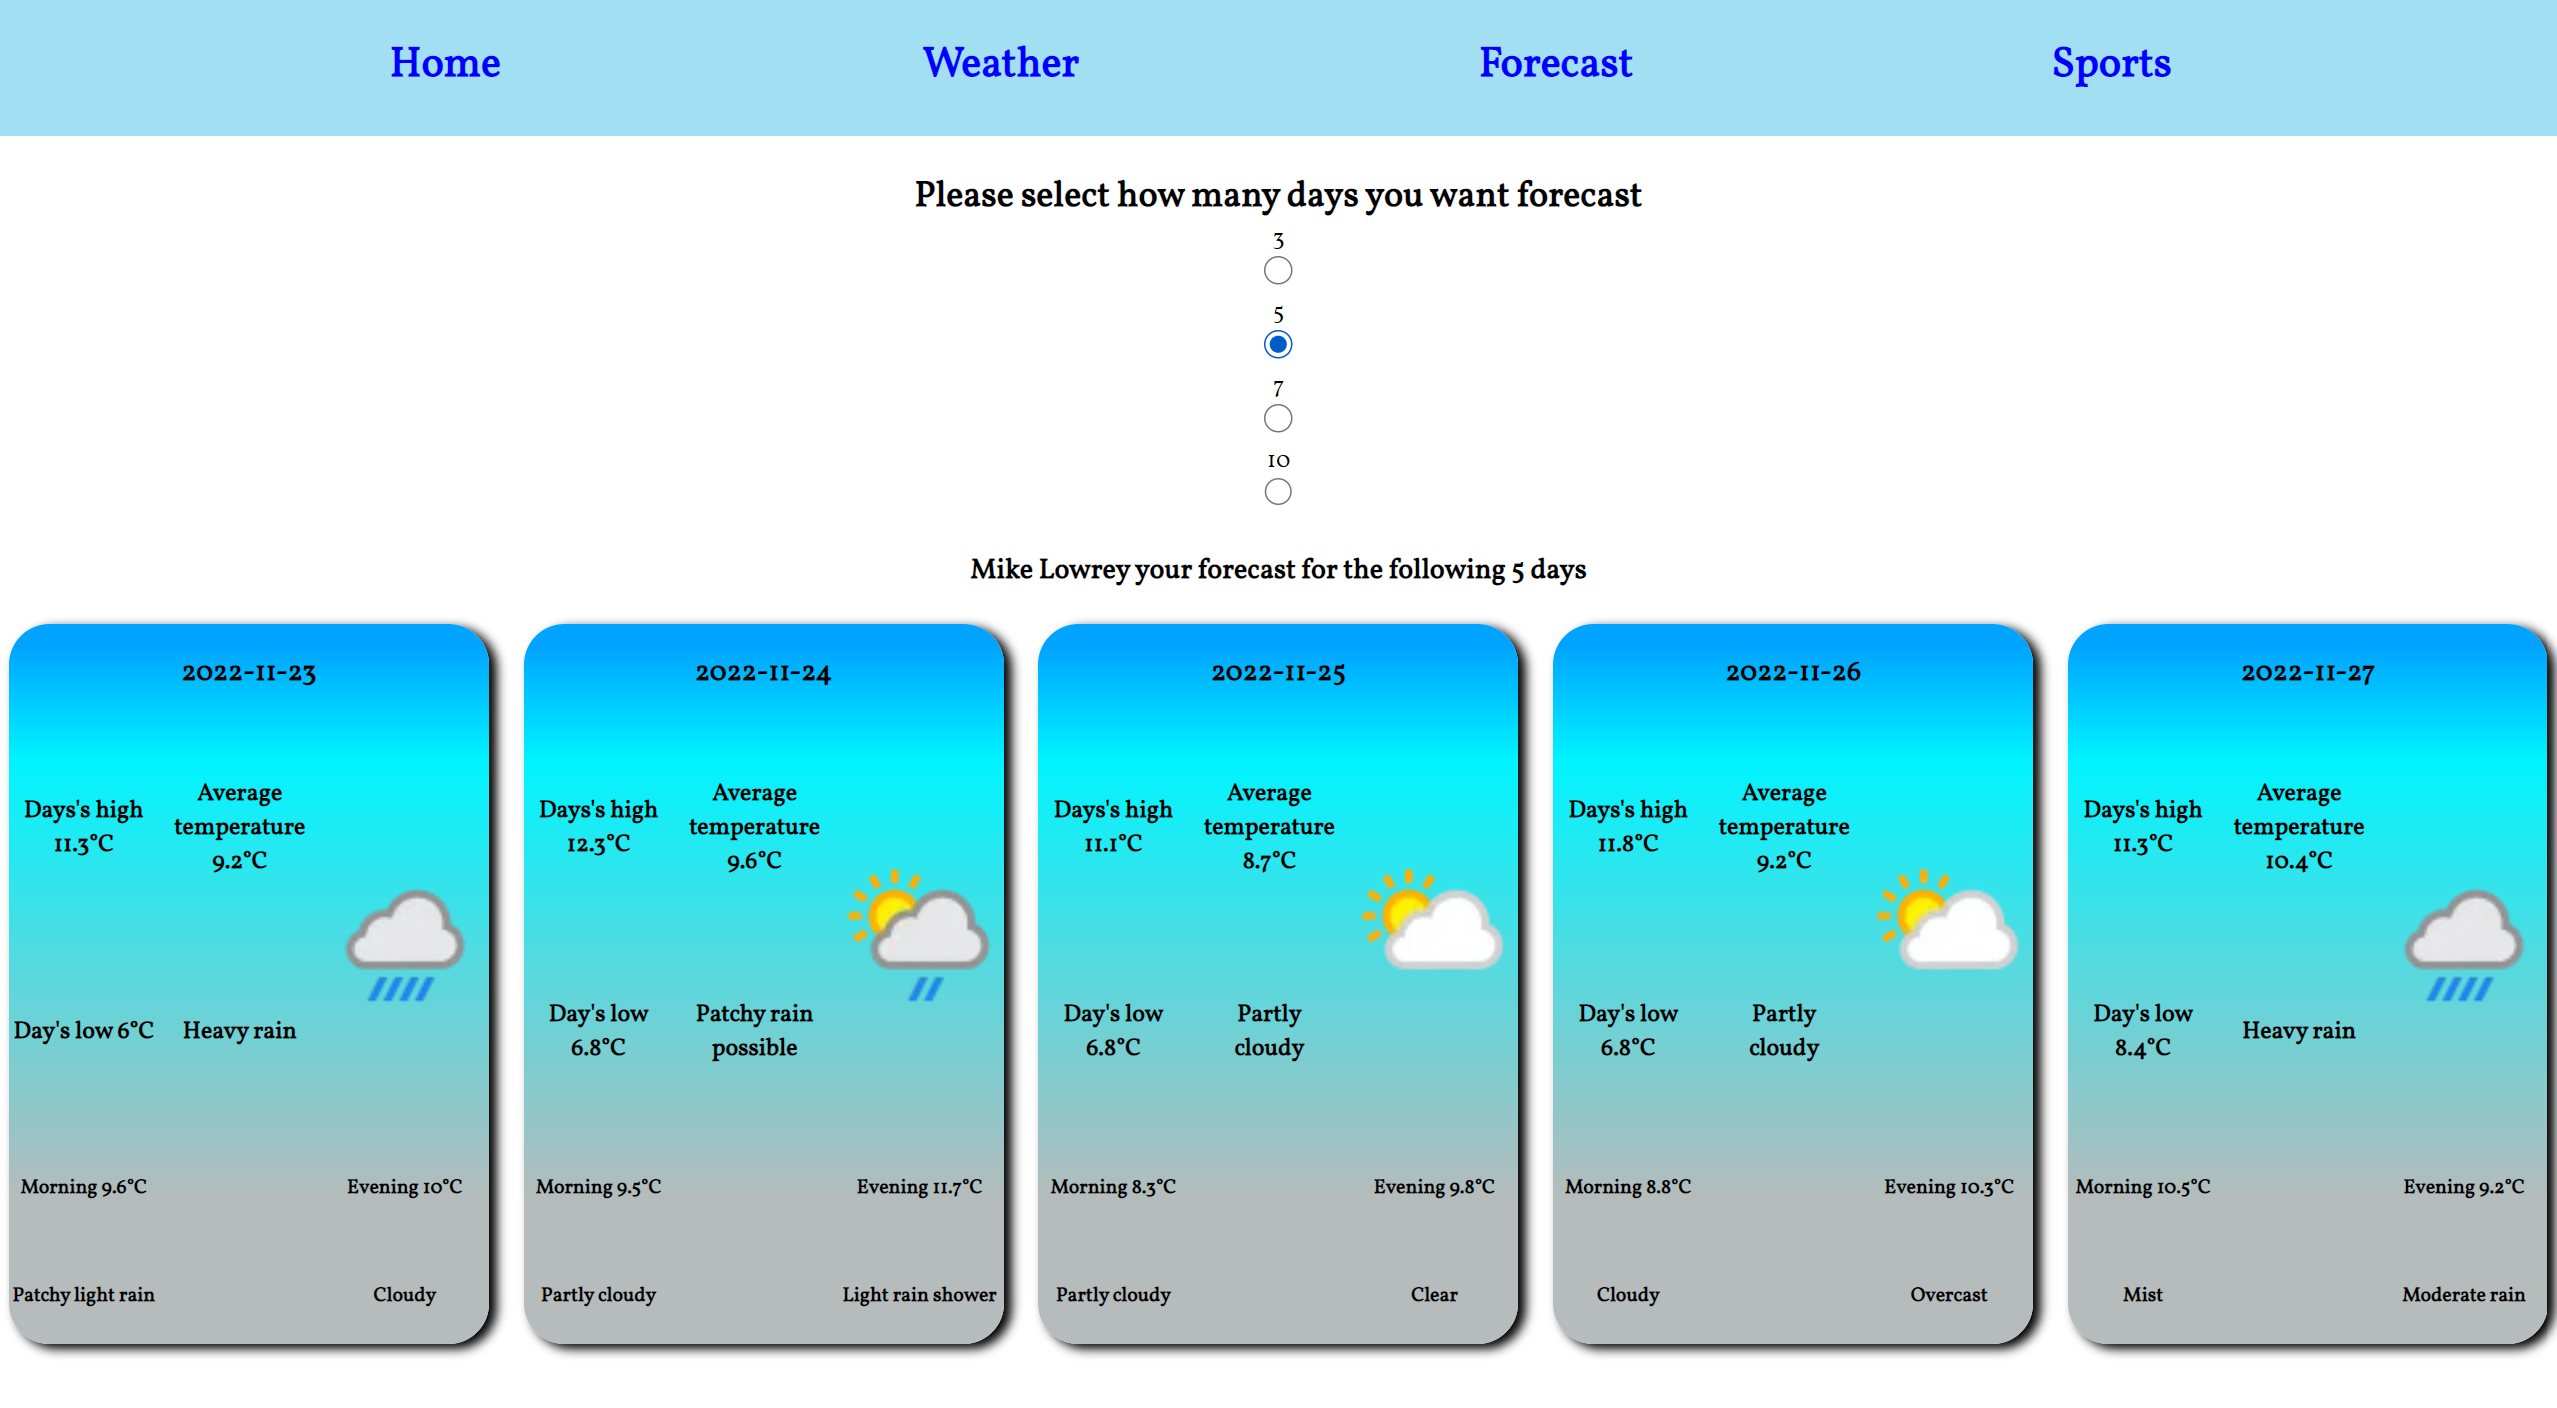 Home Weather Forecast Sports
Please select how many days you want forecast
3
5
7
10
Mike Lowrey your forecast for the following 5 days
2022-11-23
Days's high
11.3°C
Average
temperature
9.2°C
Day's low 6°C
Heavy rain
Morning 9.6°C
Evening 10°C
Patchy light rain
Cloudy
2022-11-24
Days's high
12.3°C
Average
temperature
9.6°C
Day's low
6.8°C
Patchy rain
possible
Morning 9.5°C
Evening 11.7°C
Partly cloudy
Light rain shower
2022-11-25
Days's high
11.1°C
Average
temperature
8.7°C
Day's low
6.8°C
Partly
cloudy
Morning 8.3°C
Evening 9.8°C
Partly cloudy
Clear
2022-11-26
Days's high
11.8°C
Average
temperature
9.2°C
Day's low
6.8°C
Partly
cloudy
Morning 8.8°C
Evening 10.3°C
Cloudy
Overcast
2022-11-27
Days's high
11.3°C
Average
temperature
10.4°C
Day's low
8.4°C
Heavy rain
Morning 10.5°C
Evening 9.2°C
Mist
Moderate rain